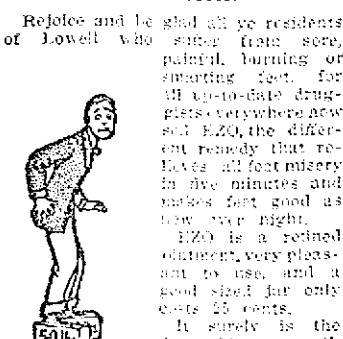 Rejoice and be glad all ye residents
of Lowell who suffer from sore,
painful, burning or
smarting feet, for
all up-to-date drug-
gists everywhere now
sell EZO, the differ-
ent remedy that re-
lieves all foot misery
in five minutes and
makes feet good as
new over night.
EZO is a refined
ointment, very pleas-
ant to use, and a
good sized jar only
costs 25 cents.
It surely is the